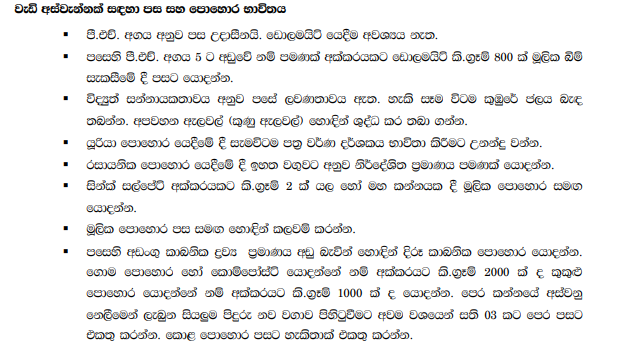 වැඩි අස්වැන්නක් සඳහා පස සහ පොහොර භාවිතය
▪ පී.එච්. අගය අනුව පස උදාසීනයි. ඩොලමයිට් යෙදීම අවශ්‍යය නැත.
▪ පසෙහි පී.එච්. අගය 5 ට අඩුවේ නම් පමණක් අක්කරයකට ඩොලමයිට් කි.ග්‍රෑම් 800 ක් මූලික බිම්
සැකසීමේ දී පසට යොදන්න.
▪ විද්‍යුත් සන්නායකතාවය අනුව පසේ ලවණතාවය ඇත. හැකි සෑම විටම කුඹුරේ ජලය බැඳ
තබන්න. අපවහන ඇලවල් (කුණු ඇලවල්) හොඳින් ශුද්ධ කර තබා ගන්න.
▪ යූරියා පොහොර යෙදීමේ දී සැමවිටම පත්‍ර වර්ණ දර්ශකය භාවිතා කිරීමට උනන්දු වන්න.
▪ රසායනික පොහොර යෙදීමේ දී ඉහත වගුවට අනුව නිර්දේශිත ප්‍රමාණය පමණක් යොදන්න.
▪ සින්ක් සල්පේට් අක්කරයකට කි.ග්‍රෑම් 2 ක් යල හෝ මහ කන්නයක දී මූලික පොහොර සමඟ
යොදන්න.
▪ මූලික පොහොර පස සමඟ හොඳින් කලවම් කරන්න.
▪ පසෙහි අඩංගු කාබනික ද්‍රව්‍ය ප්‍රමාණය අඩු බැවින් හොඳින් දිරූ කාබනික පොහොර යොදන්න.
ගොම පොහොර හෝ කොම්පෝස්ට් යොදන්නේ නම් අක්කරයට කි.ග්‍රෑම් 2000 ක් ද කුකුළු
පොහොර යොදන්නේ නම් අක්කරයට කි.ග්‍රෑම් 1000 ක් ද යොදන්න. පෙර කන්නයේ අස්වනු
නෙලීමෙන් ලැබුන සියලුම පිදුරු නව වගාව පිහිටුවීමට අවම වශයෙන් සති 03 කට පෙර පසට
එකතු කරන්න. කොළ පොහොර පසට හැකිතාක් එකතු කරන්න.